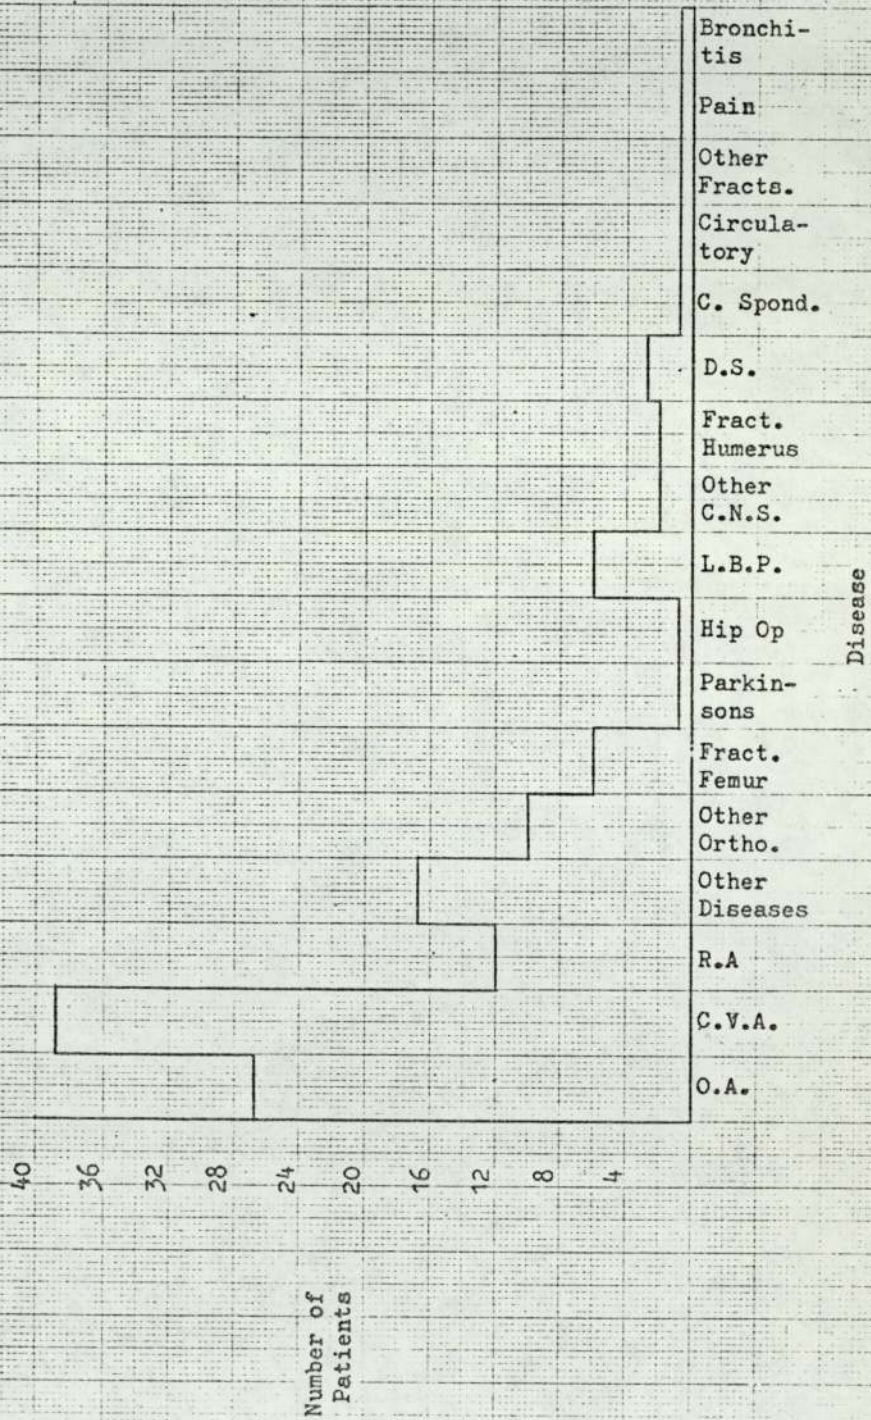 Bronchi-
tis
Pain
Other
Fracts.
Circula-
tory
C. Spond.
D.S.
Fract.
Humerus
Other
C.N.S.
L.B.P.
Hip Op
Parkin-
sons
Fract.
Femur
Other
Ortho.
Other
Diseases
R.A
C.V.A.
O.A.
Disease
40
36
32
28
24
20
16
12
8
4
Number of
Patients